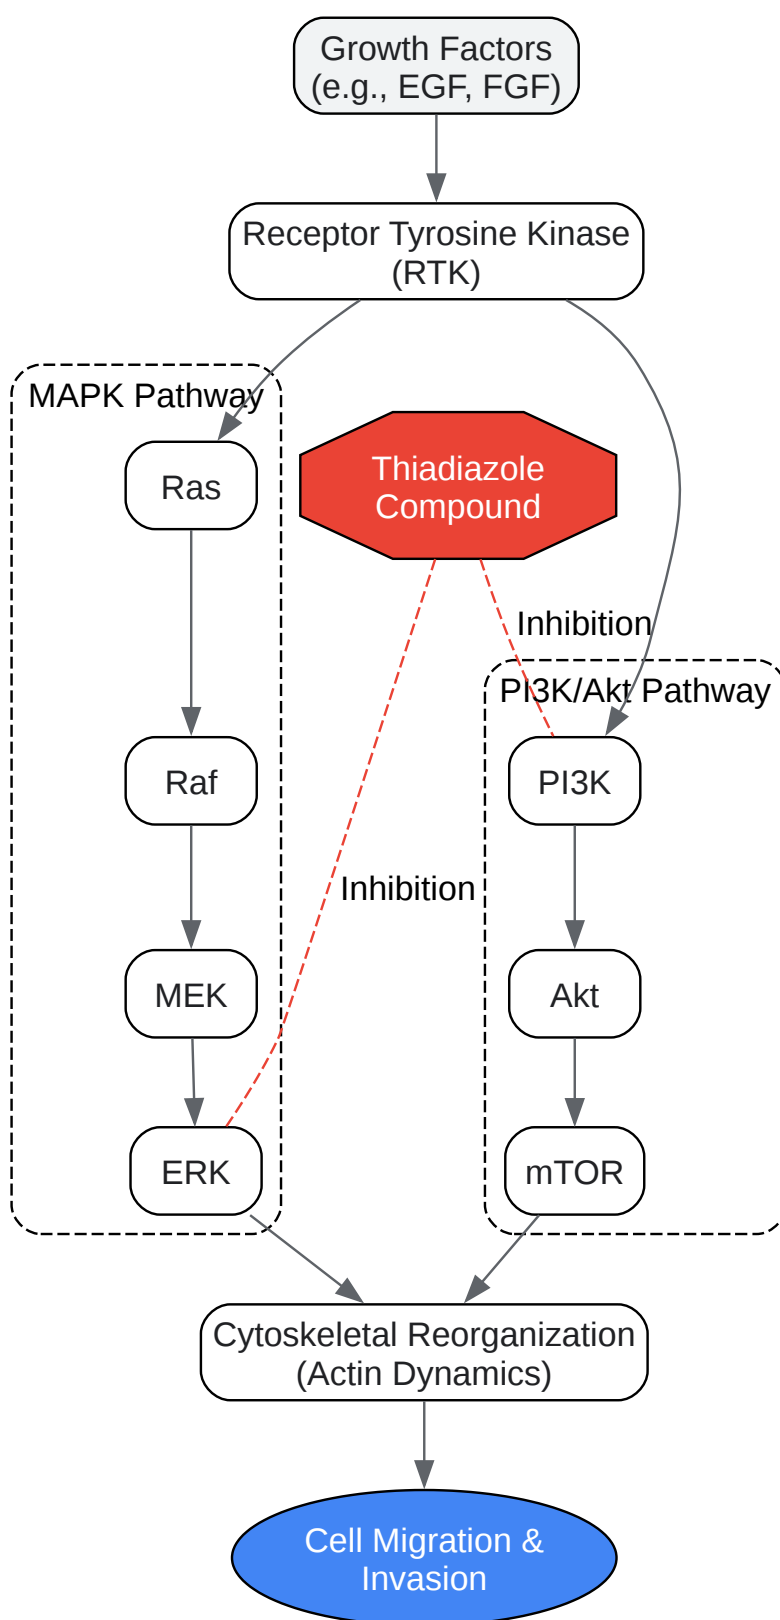 Growth Factors
(e.g., EGF, FGF)
Receptor Tyrosine Kinase
(RTK)
MAPK Pathway
Ras
Thiadiazole
Compound
Inhibition
PI3K/Akt Pathway
Raf
PI3K
Inhibition
MEK
Akt
ERK
mTOR
Cytoskeletal Reorganization
(Actin Dynamics)
Cell Migration &
Invasion